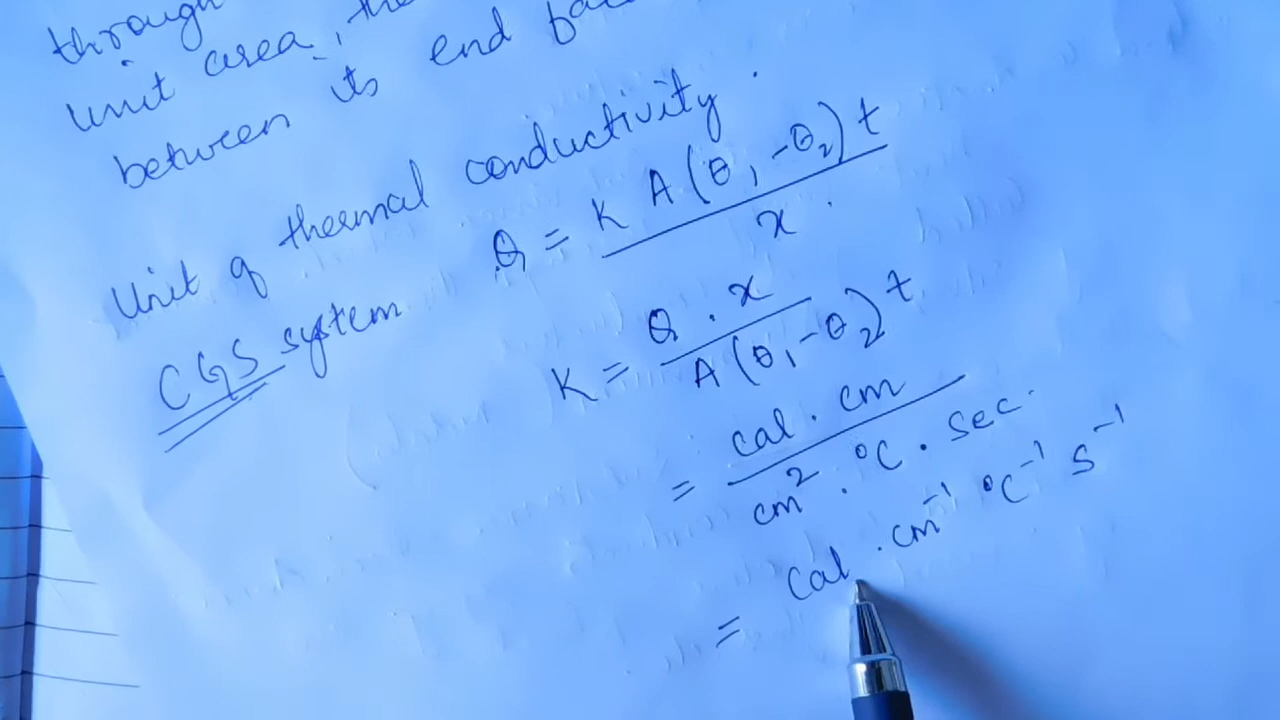 through
unit area, the
between its end
Unit of thermal conductivity.
CGS system
Q = K A (θ₁ - θ₂) t / x
K = Q . x / A (θ₁ - θ₂) t
= cal . cm / cm² . °C . sec.
= cal . cm⁻¹ °C⁻¹ s⁻¹